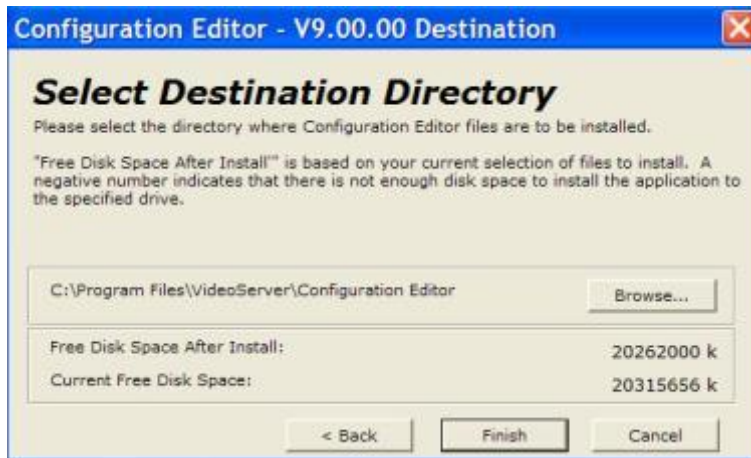 Configuration Editor - V9.00.00 Destination
Select Destination Directory
Please select the directory where Configuration Editor files are to be installed.
"Free Disk Space After Install'" is based on your current selection of files to install. A
negative number indicates that there is not enough disk space to install the application to
the specified drive.
C:\Program Files\VideoServer\Configuration Editor
Browse...
Free Disk Space After Install:
20262000 k
Current Free Disk Space:
20315656 k
< Back
Finish
Cancel